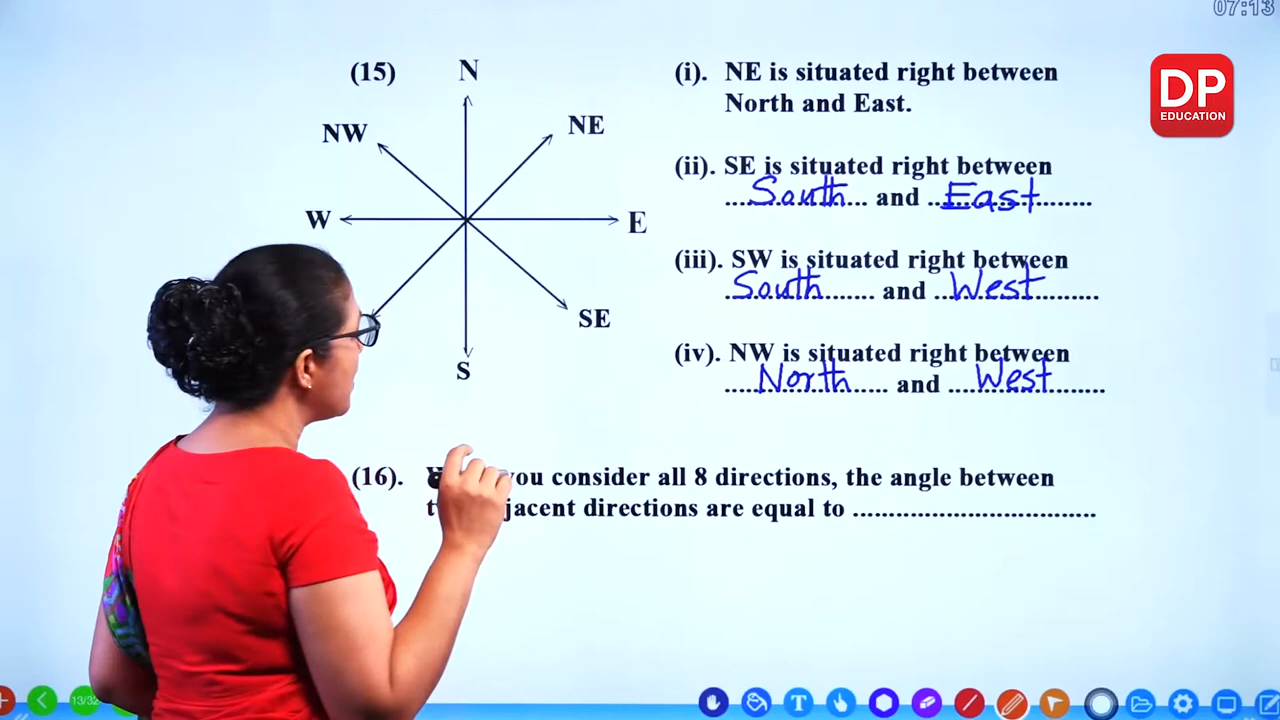 07:13
(15)
N
NW
NE
W
E
SE
S
(i). NE is situated right between
North and East.
(ii). SE is situated right between
...South... and ...East...
(iii). SW is situated right between
...South... and ...West...
(iv). NW is situated right between
...North... and ...West...
DP
EDUCATION
(16). you consider all 8 directions, the angle between
directions are equal to ..................................
13/32
T